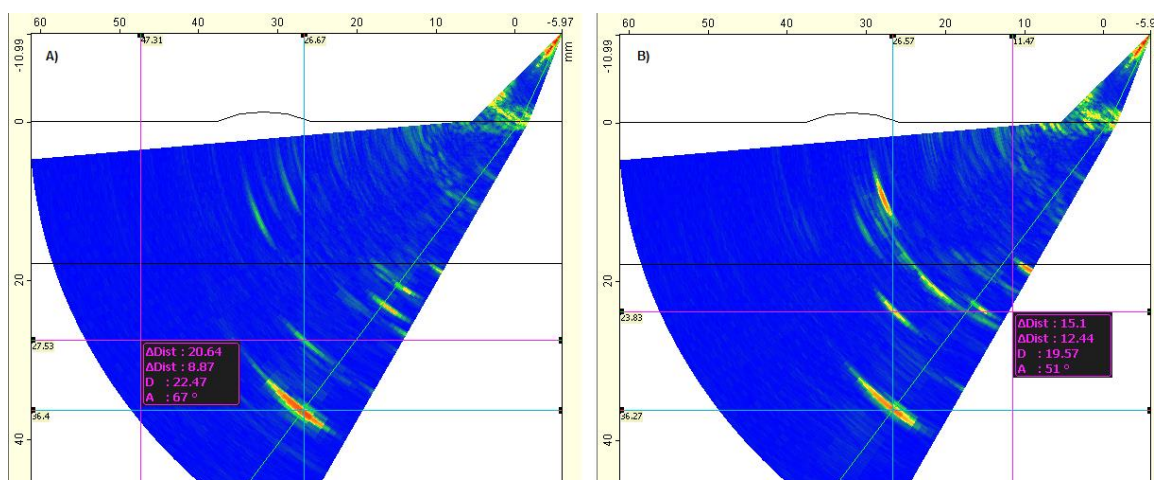 60 50 40 30 20 10 0 -5.97
A)
47.31 26.67
-10.99
mm
0
20
27.53
ΔDist : 20.64
ΔDist : 8.87
D : 22.47
A : 67 °
36.4
40
60 50 40 30 20 10 0 -5.9
B)
26.57 11.47
-10.99
0
20
23.83
ΔDist : 15.1
ΔDist : 12.44
D : 19.57
A : 51 °
36.27
40